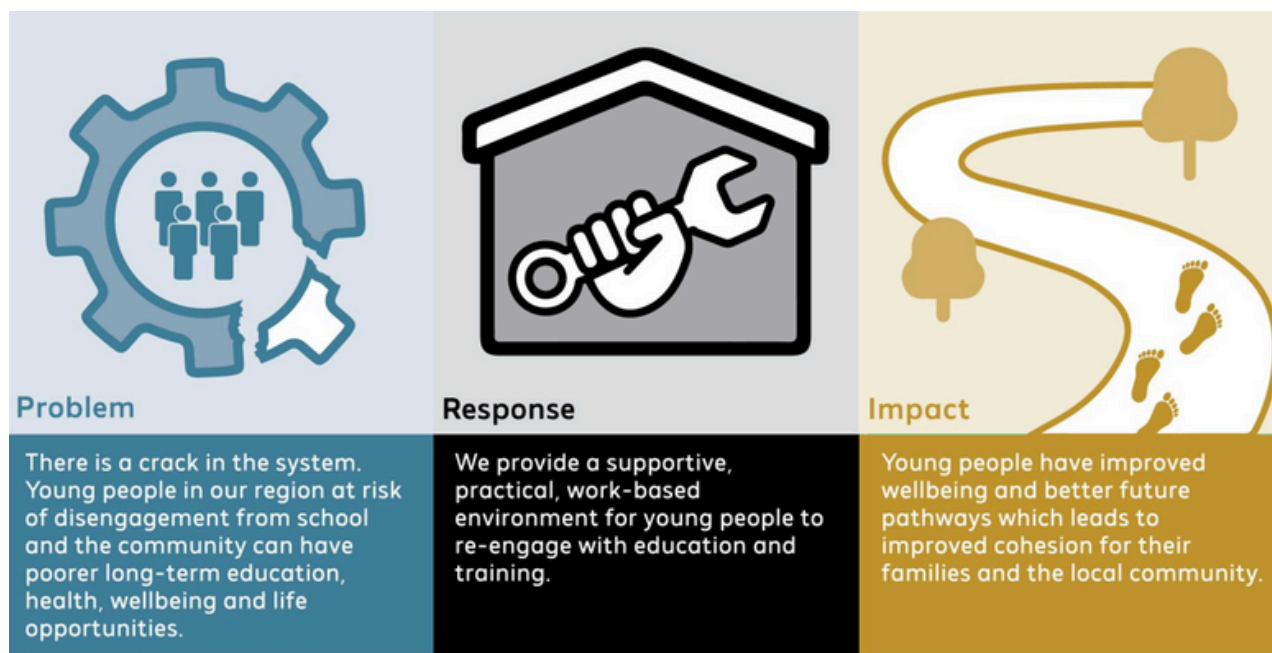 Problem
There is a crack in the system.
Young people in our region at risk
of disengagement from school
and the community can have
poorer long-term education,
health, wellbeing and life
opportunities.
Response
We provide a supportive,
practical, work-based
environment for young people to
re-engage with education and
training.
Impact
Young people have improved
wellbeing and better future
pathways which leads to
improved cohesion for their
families and the local community.